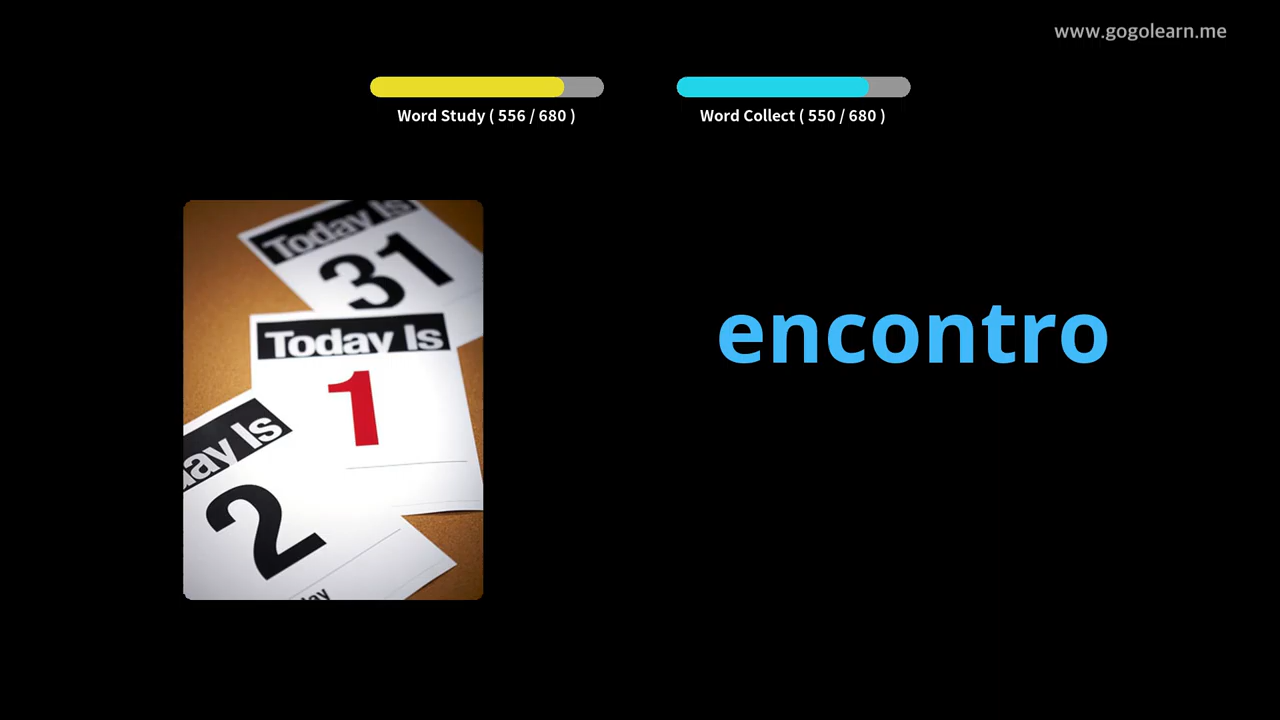 www.gogolearn.me
Word Study ( 556 / 680 )
Word Collect ( 550 / 680 )
Today Is
31
Today Is
1
ay Is
2
encontro